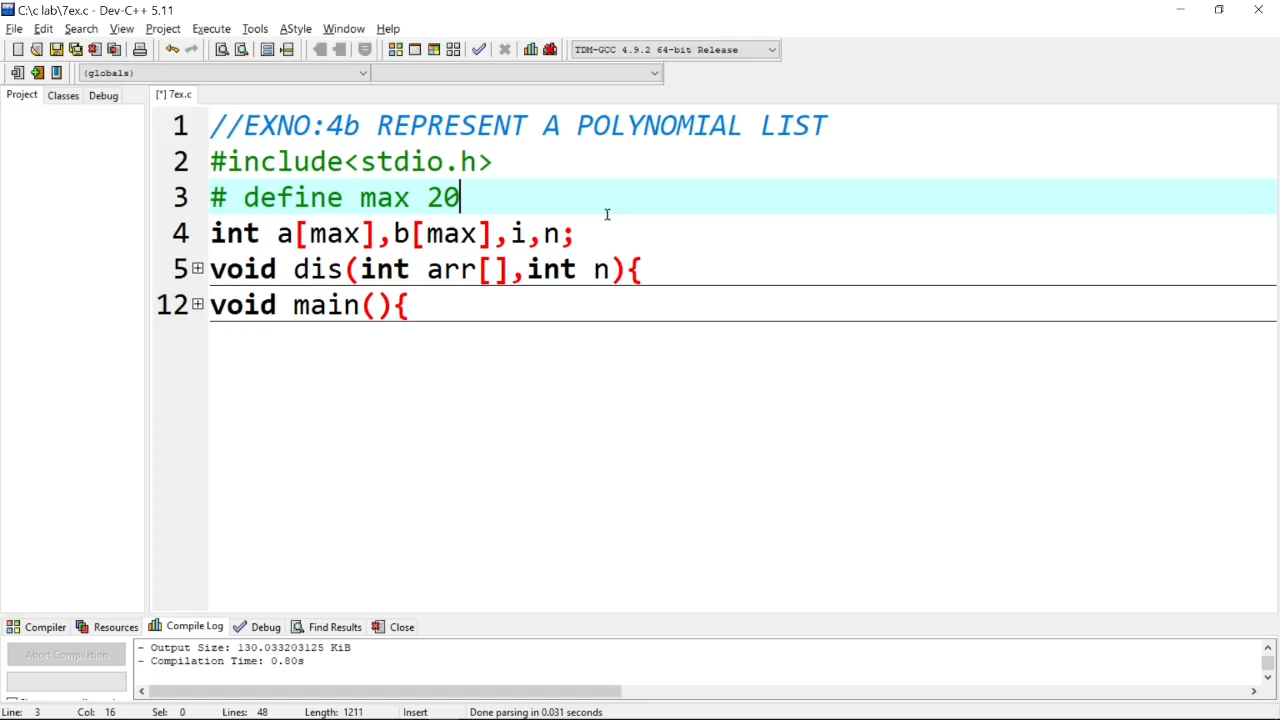 C:\c lab\7ex.c - Dev-C++ 5.11
File Edit Search View Project Execute Tools AStyle Window Help
TDM-GCC 4.9.2 64-bit Release
(globals)
Project Classes Debug [*] 7ex.c
1 //EXNO:4b REPRESENT A POLYNOMIAL LIST
2 #include<stdio.h>
3 # define max 20
4 int a[max],b[max],i,n;
5 void dis(int arr[],int n){
12 void main(){
Compiler Resources Compile Log Debug Find Results Close
Abort Compilation
- Output Size: 130.033203125 KiB
- Compilation Time: 0.80s
Line: 3 Col: 16 Sel: 0 Lines: 48 Length: 1211 Insert Done parsing in 0.031 seconds